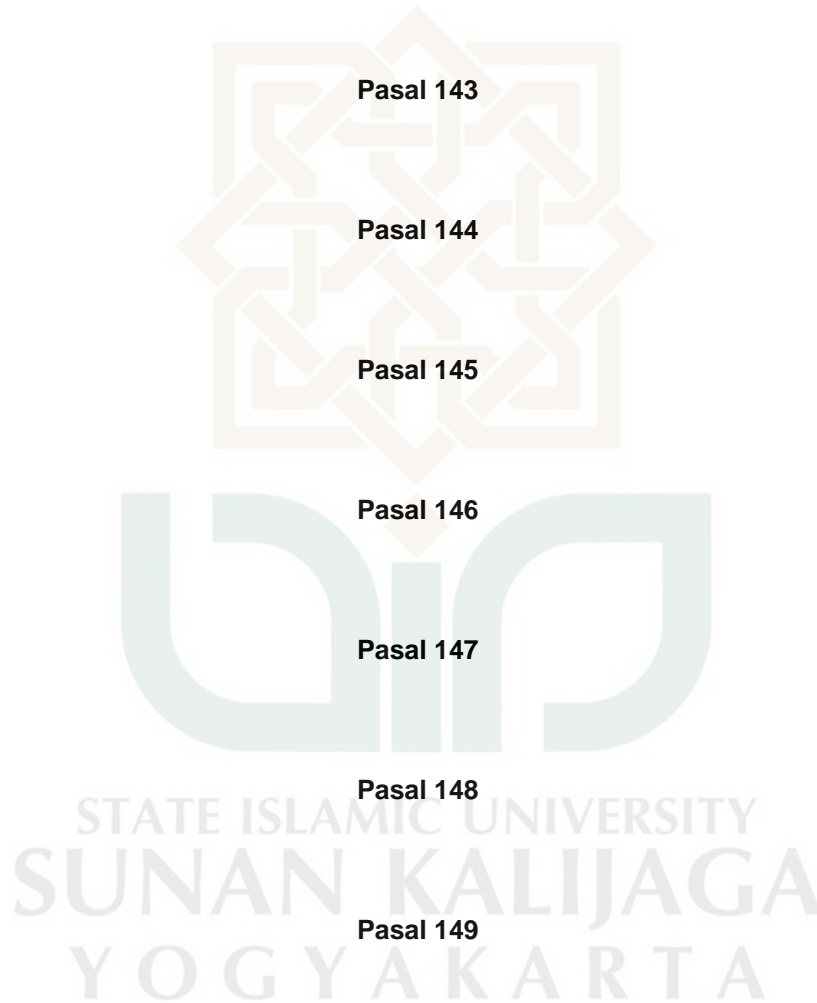 Pasal 143
Pasal 144
Pasal 145
Pasal 146
Pasal 147
Pasal 148
STATE ISLAMIC UNIVERSITY
SUNAN KALIJAGA
Pasal 149
YOGYAKARTA